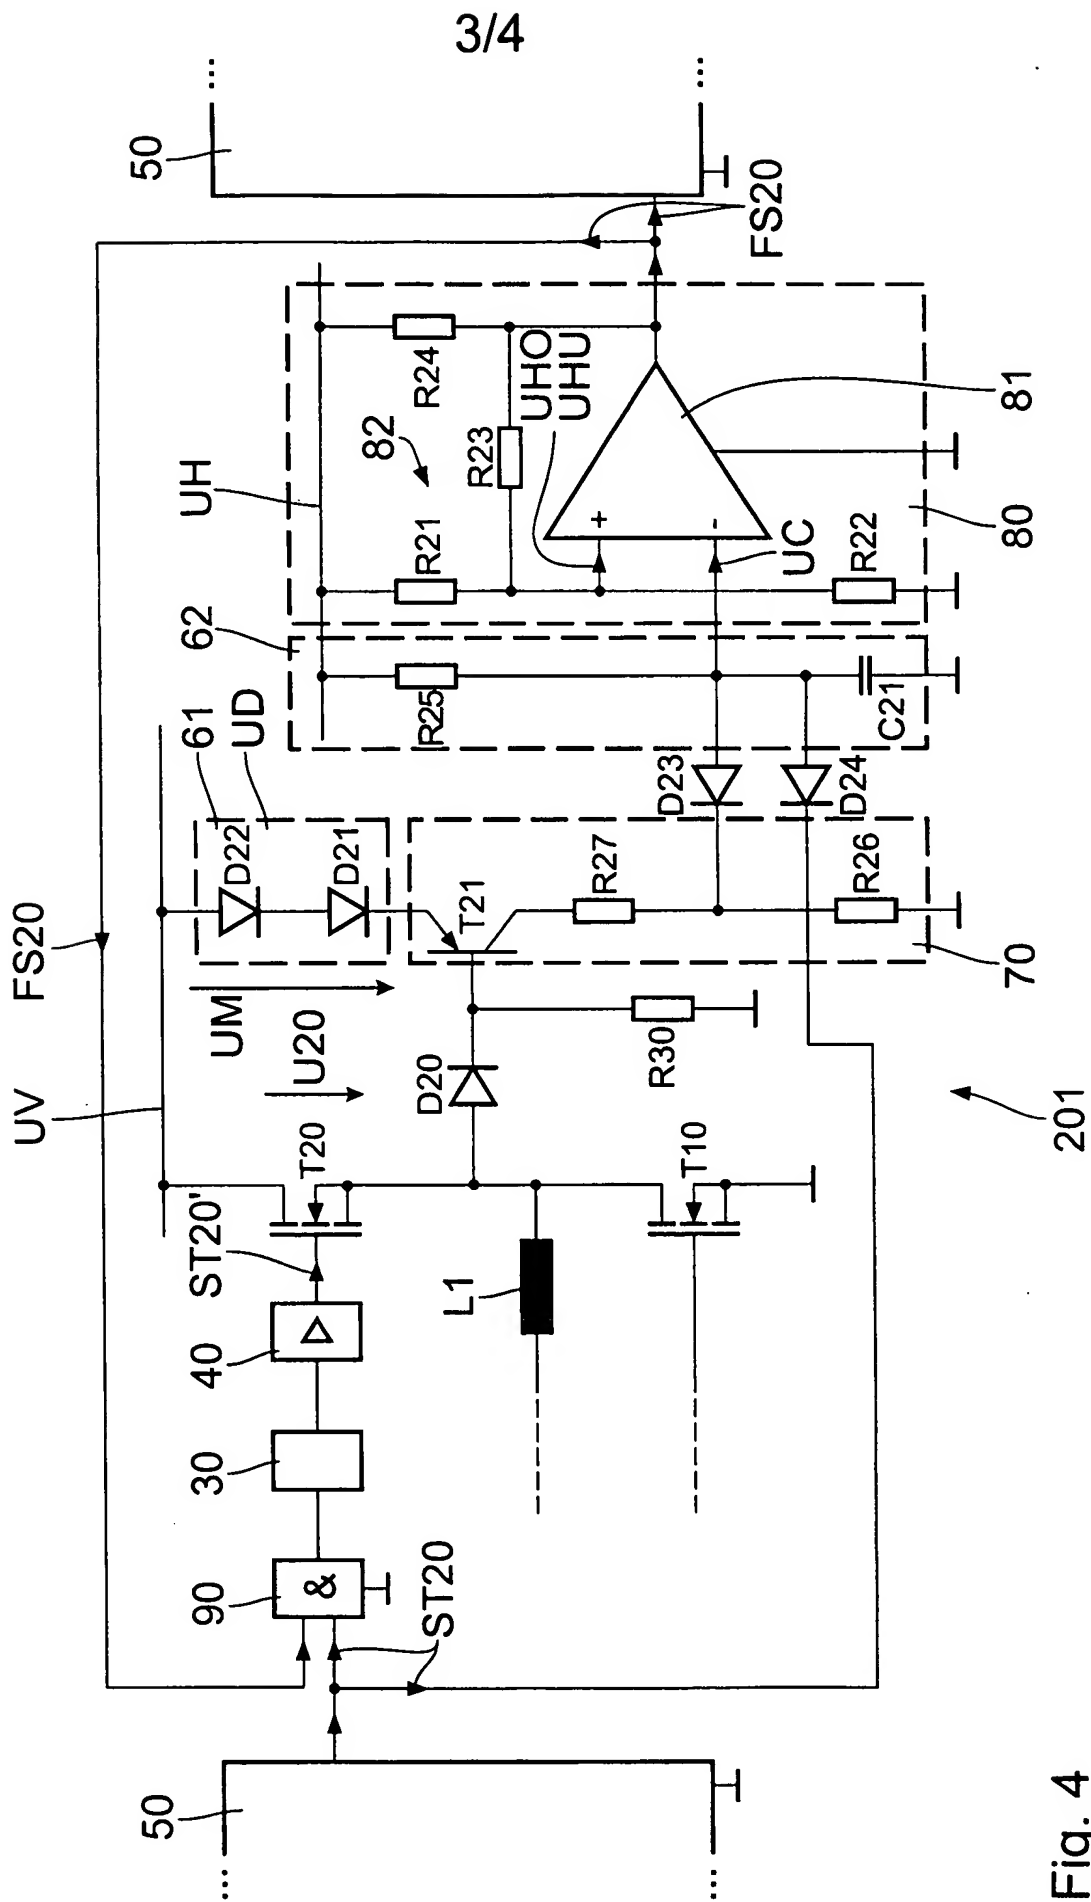 3/4
50
FS20
UH
R24
82
R23
UHO
UHU
81
R21
+
-
UC
R22
80
62
R25
C21
61
UD
D23
D24
D22
D21
T21
R27
R26
70
FS20
UM
U20
D20
R30
UV
T20
T10
201
ST20'
L1
40
30
90
&
ST20
50
Fig. 4